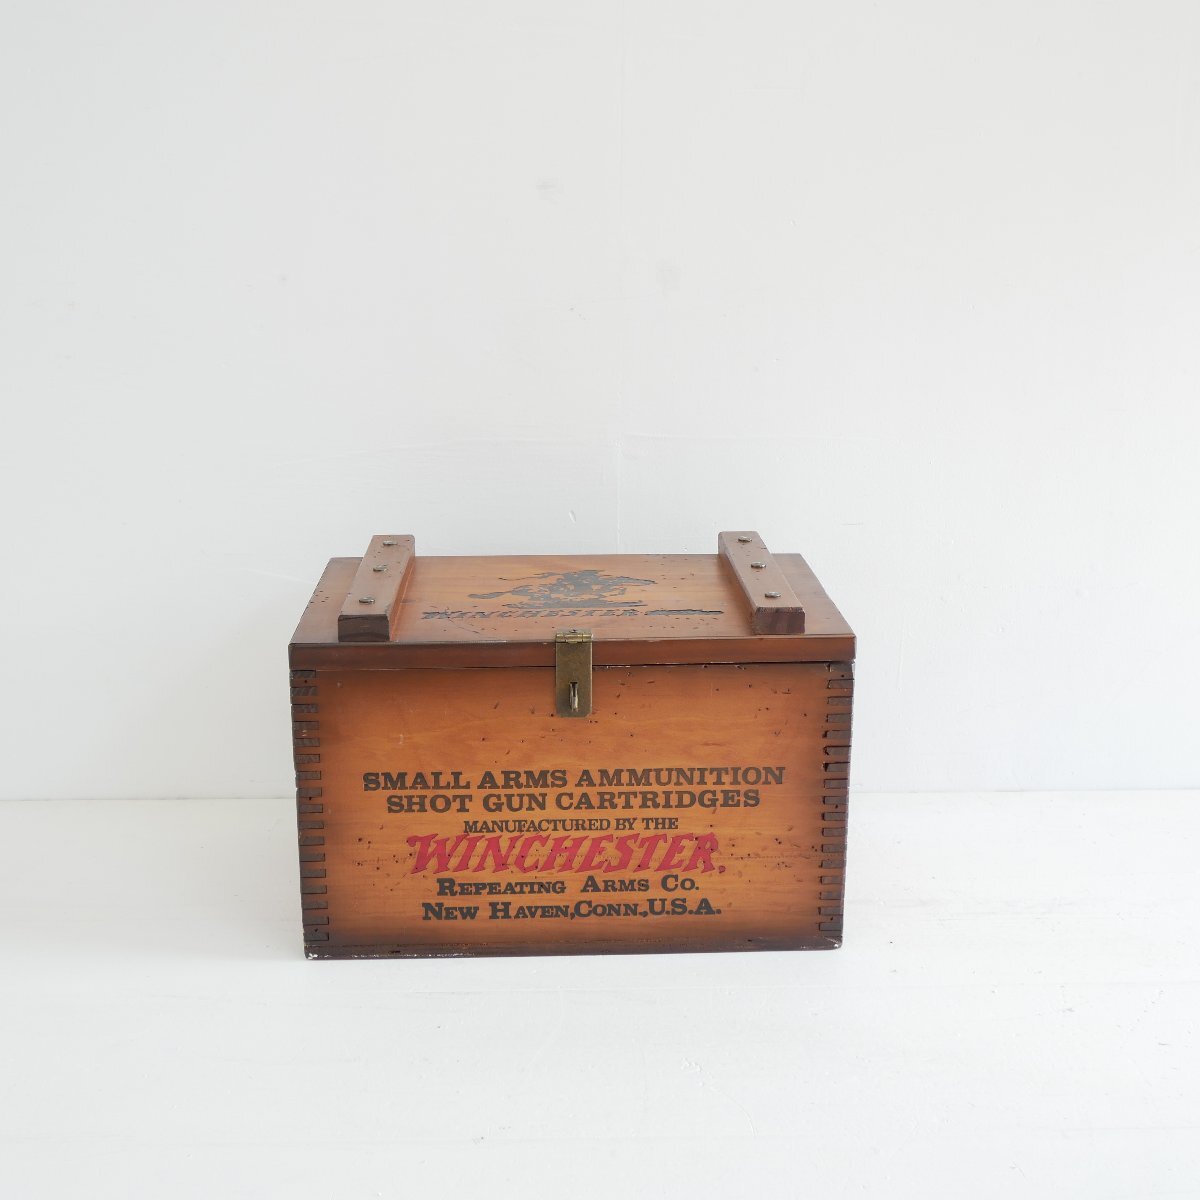 WINCHESTER
SMALL ARMS AMMUNITION
SHOT GUN CARTRIDGES
MANUFACTURED BY THE
WINCHESTER.
REPEATING ARMS CO.
NEW HAVEN, CONN., U.S.A.